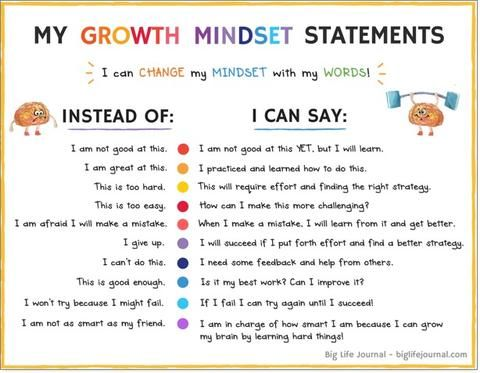 MY GROWTH MINDSET STATEMENTS
I can CHANGE my MINDSET with my WORDS!
INSTEAD OF: I CAN SAY:
I am not good at this. I am not good at this YET, but I will learn.
I am great at this. I practiced and learned how to do this.
This is too hard. This will require effort and finding the right strategy.
This is too easy. How can I make this more challenging?
I am afraid I will make a mistake. When I make a mistake, I will learn from it and get better.
I give up. I will succeed if I put forth effort and find a better strategy.
I can't do this. I need some feedback and help from others.
This is good enough. Is it my best work? Can I improve it?
I won't try because I might fail. If I fail I can try again until I succeed!
I am not as smart as my friend. I am in charge of how smart I am because I can grow
my brain by learning hard things!
Big Life Journal - biglifejournal.com